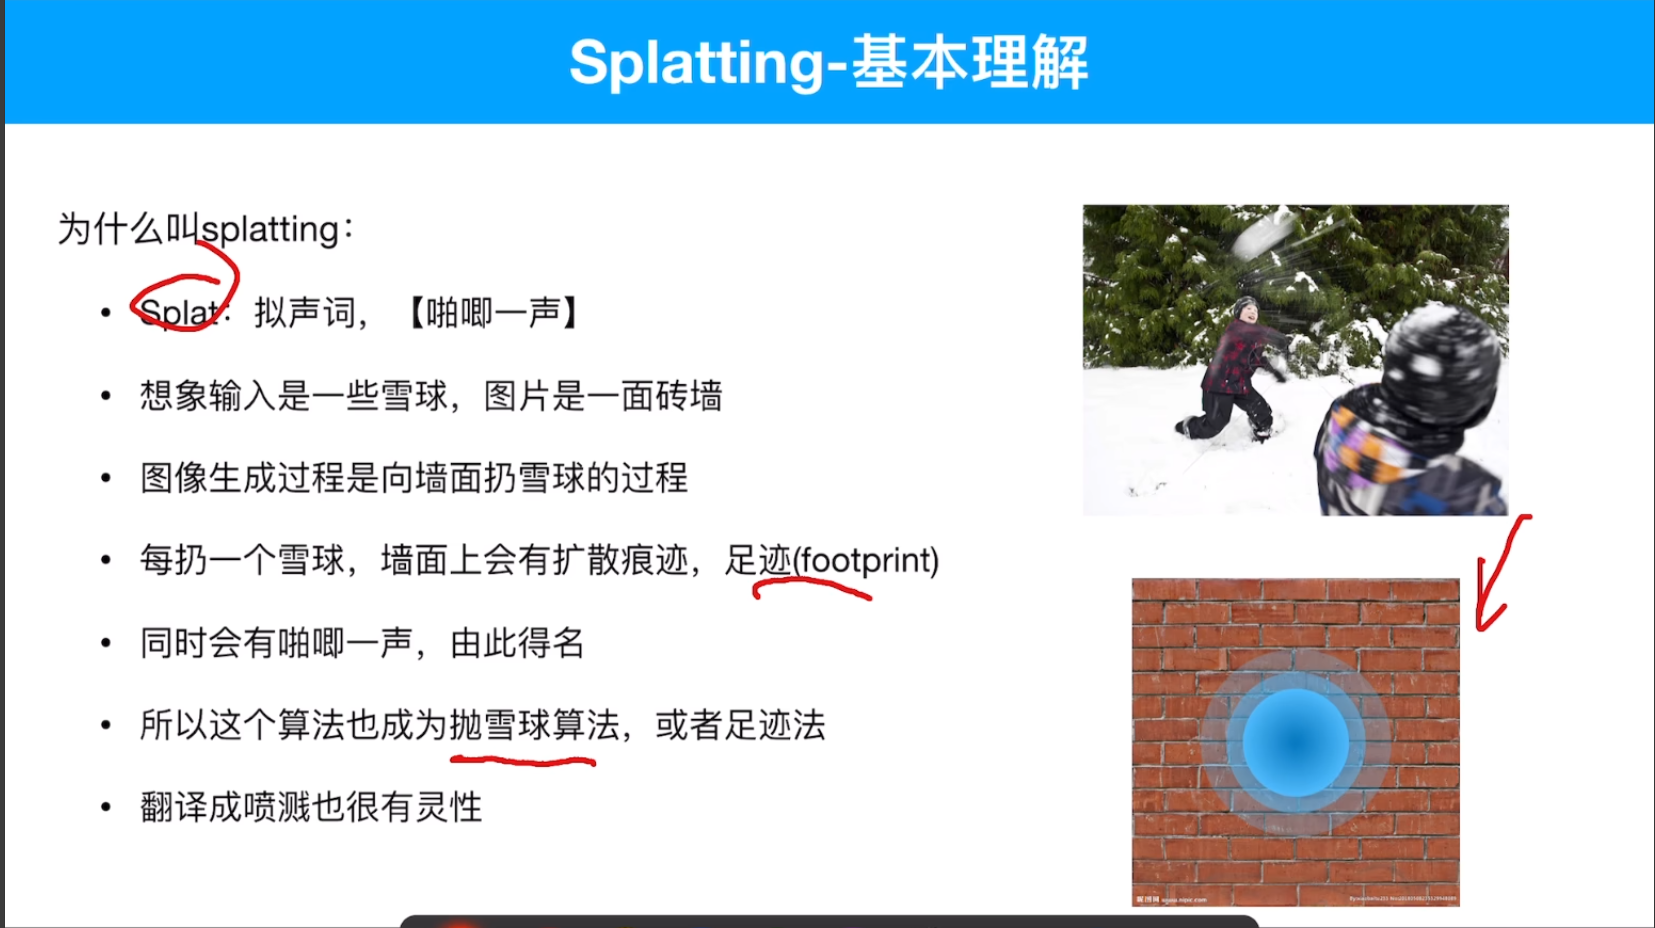 Splatting-基本理解
为什么叫splatting：
• Splat：拟声词，【啪唧一声】
• 想象输入是一些雪球，图片是一面砖墙
• 图像生成过程是向墙面扔雪球的过程
• 每扔一个雪球，墙面上会有扩散痕迹，足迹(footprint)
• 同时会有啪唧一声，由此得名
• 所以这个算法也成为抛雪球算法，或者足迹法
• 翻译成喷溅也很有灵性